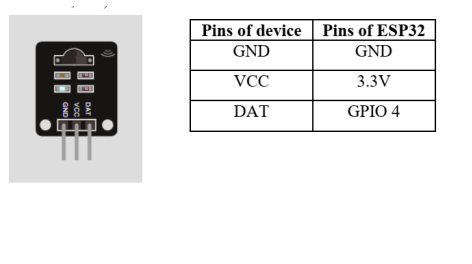 Pins of device Pins of ESP32
GND GND
VCC 3.3V
DAT GPIO 4
GND
VCC
DAT